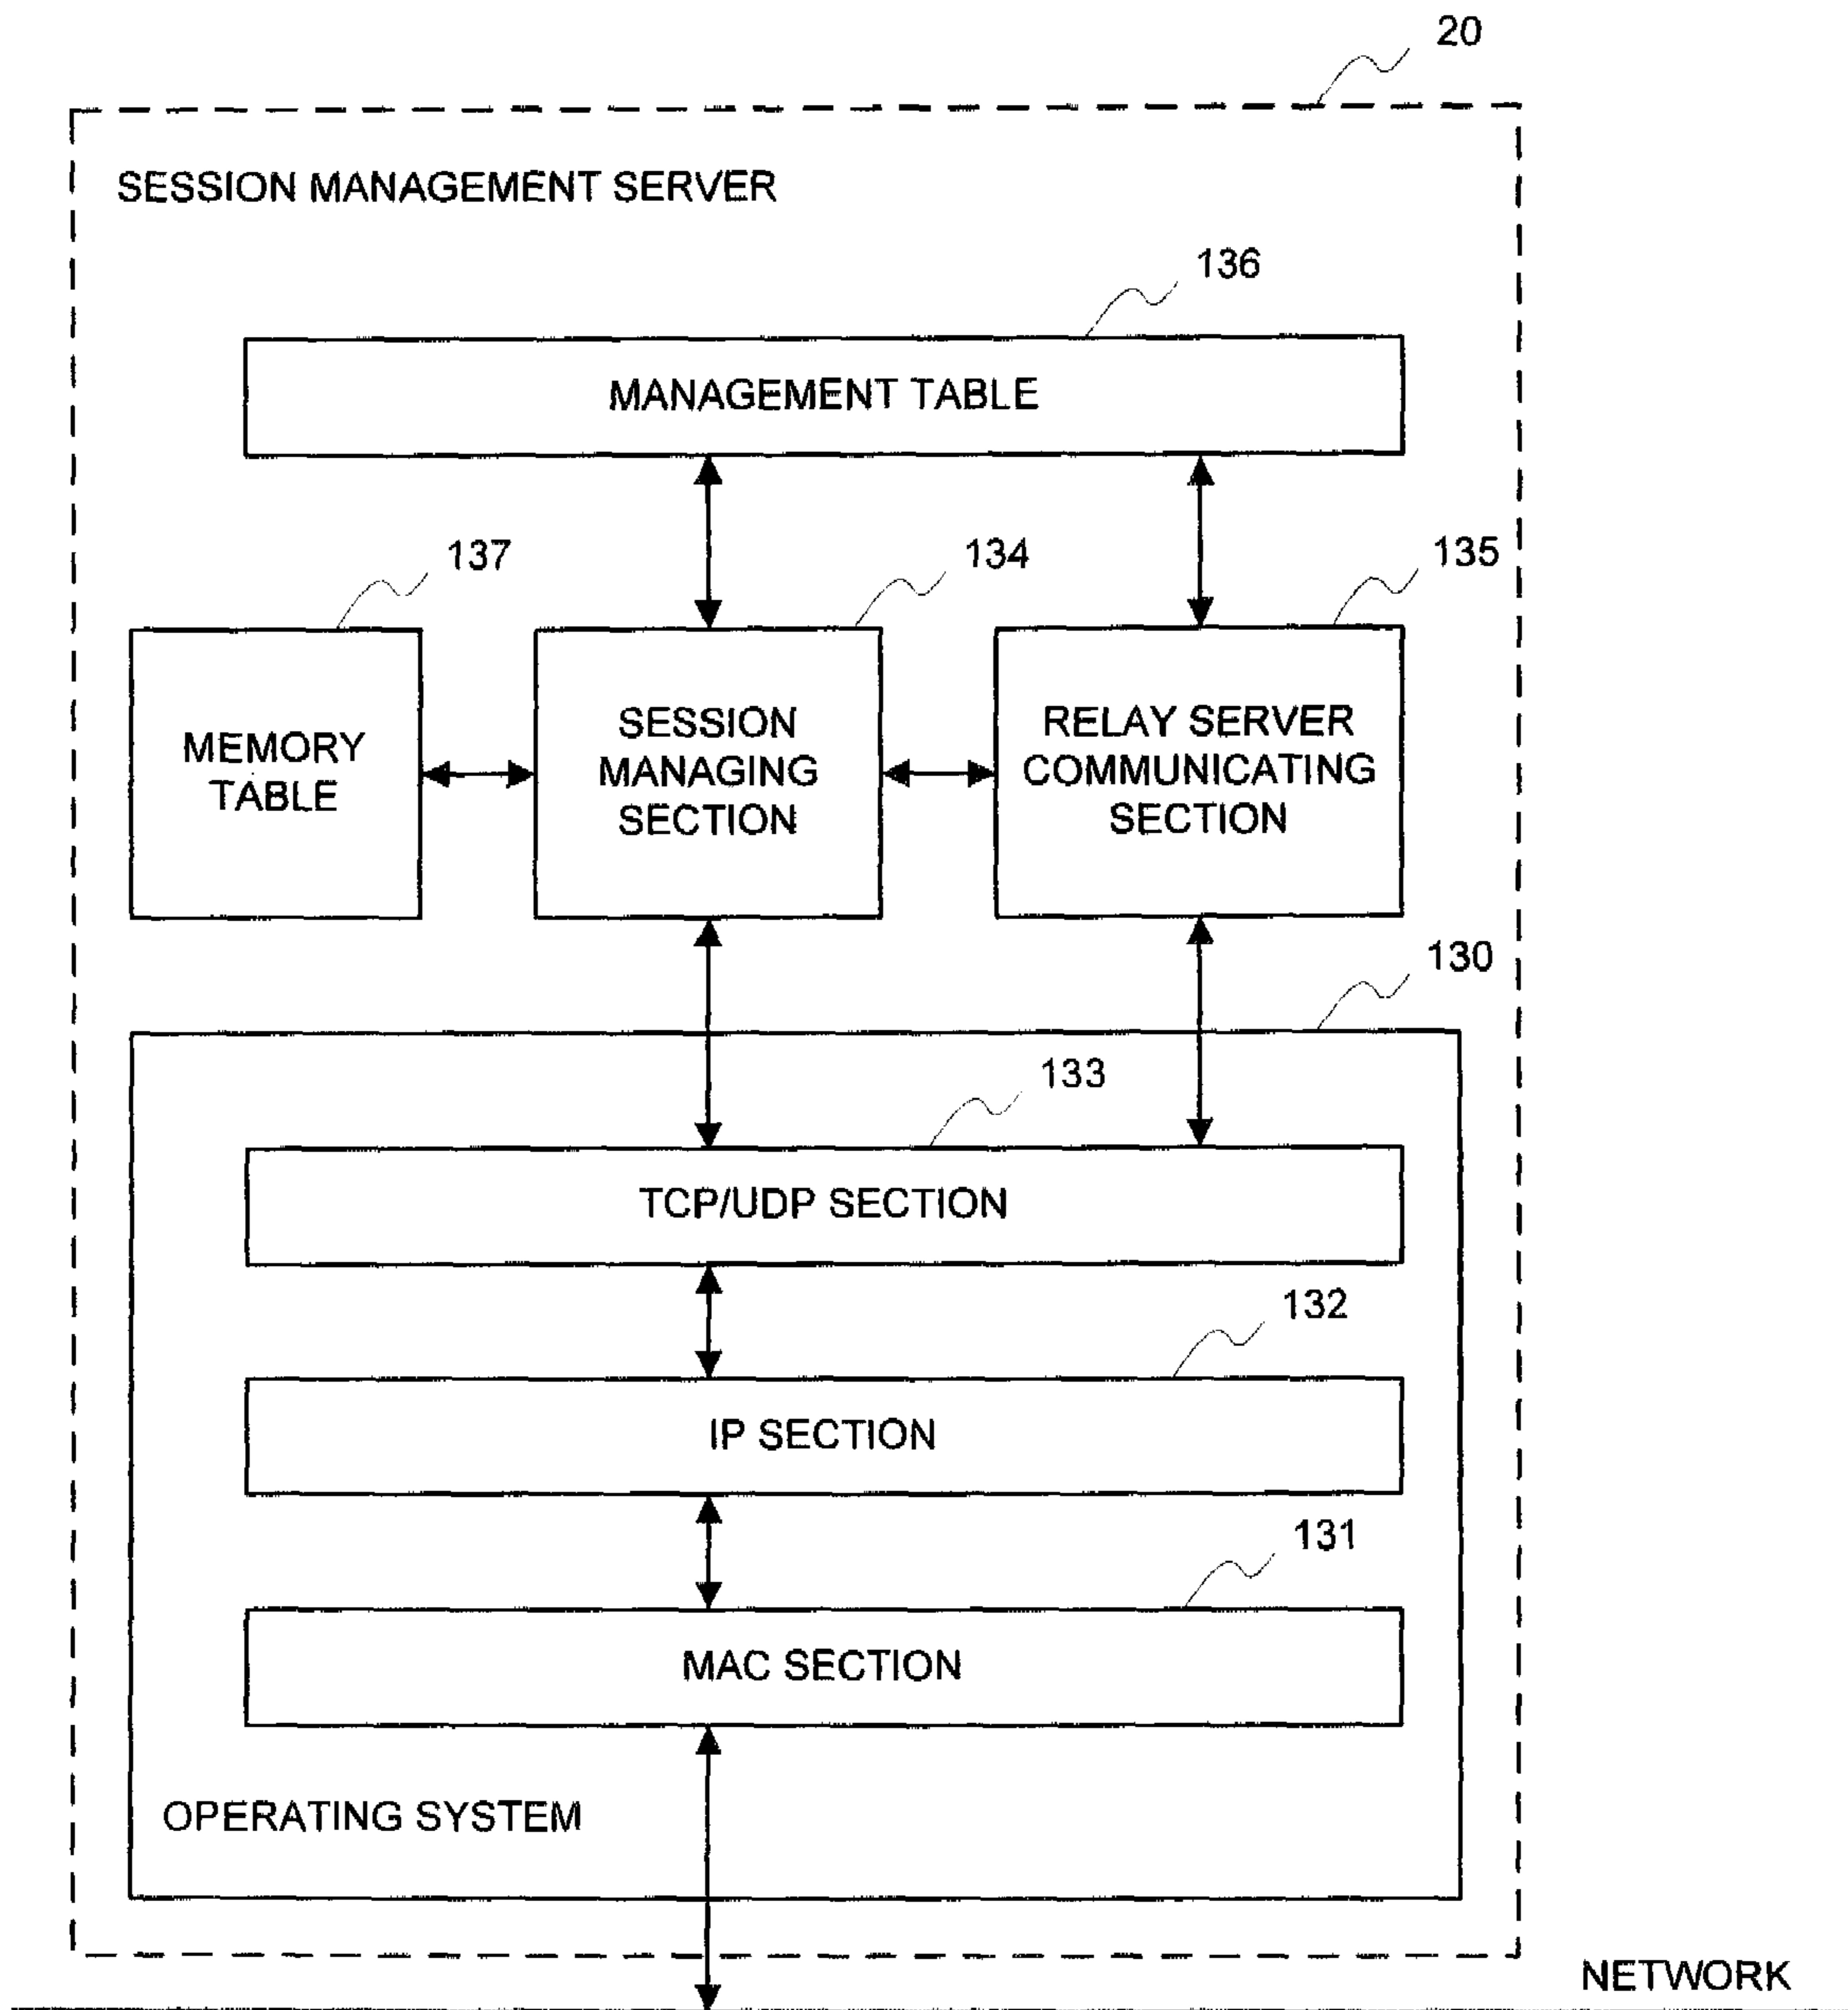 20
SESSION MANAGEMENT SERVER
136
MANAGEMENT TABLE
137
134
135
MEMORY
TABLE
SESSION
MANAGING
SECTION
RELAY SERVER
COMMUNICATING
SECTION
130
133
TCP/UDP SECTION
132
IP SECTION
131
MAC SECTION
OPERATING SYSTEM
NETWORK